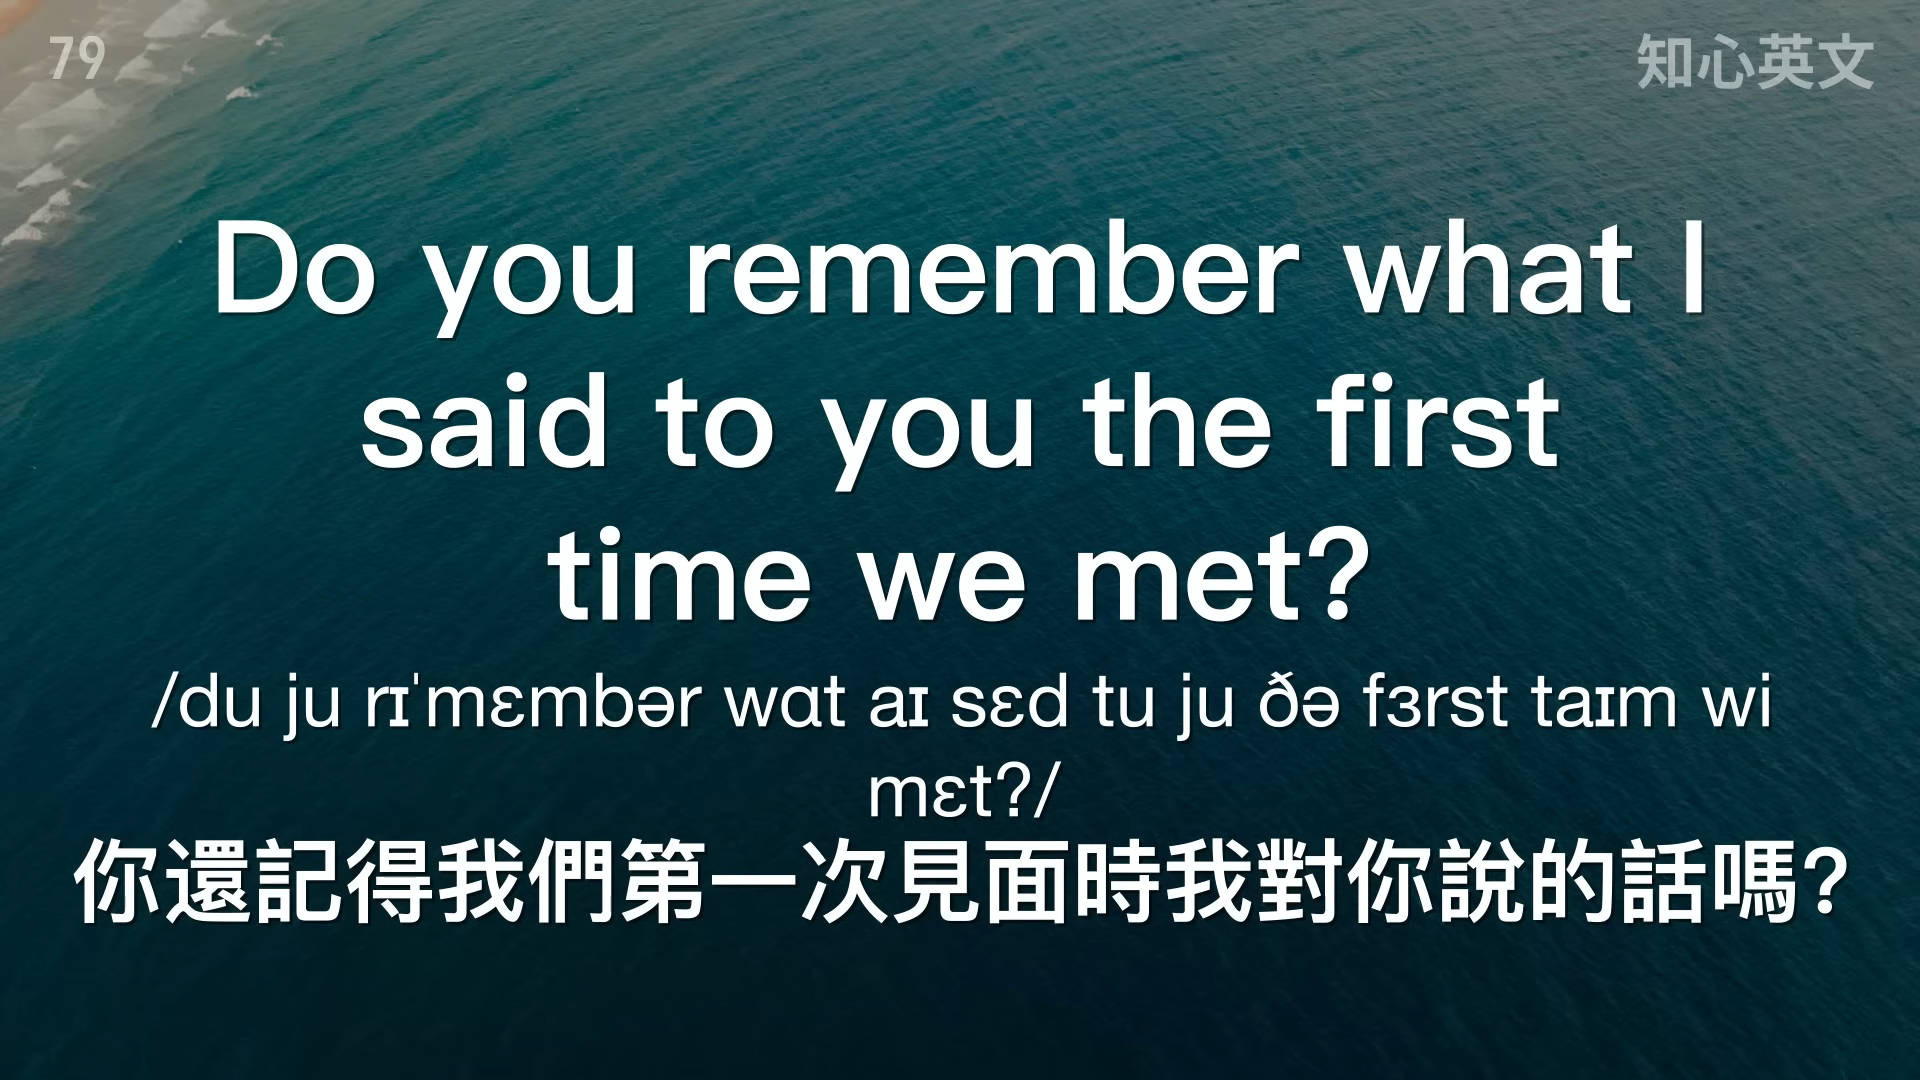 79
知心英文
Do you remember what I
said to you the first
time we met?
/du ju rɪˈmɛmbər wɑt aɪ sɛd tu ju ðə fɜrst taɪm wi
mɛt?/
你還記得我們第一次見面時我對你說的話嗎?